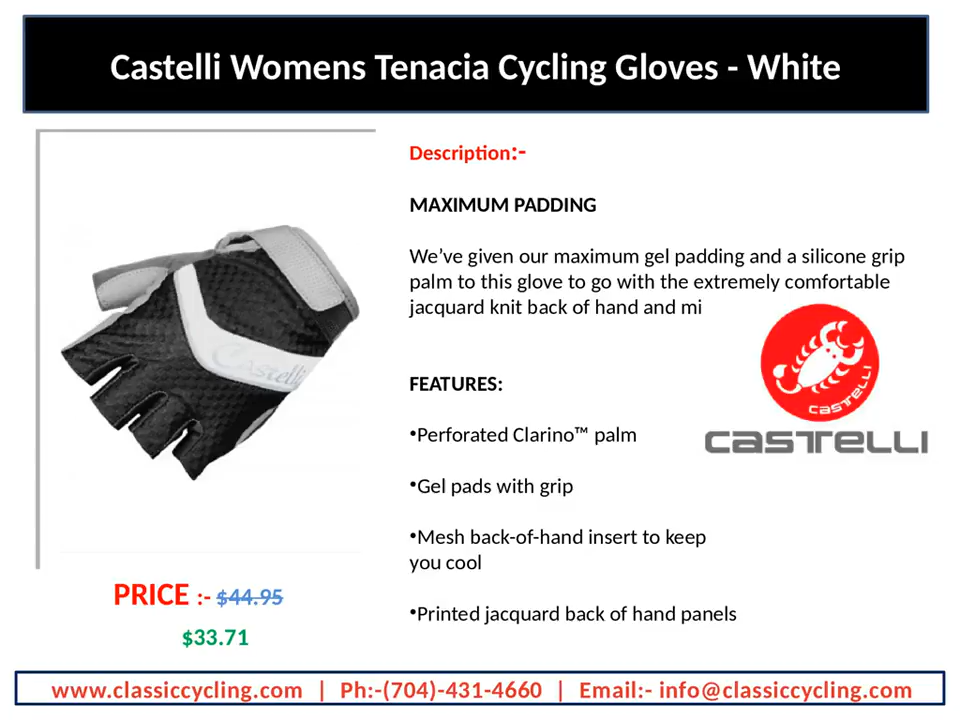 Castelli Womens Tenacia Cycling Gloves - White
Description:-
MAXIMUM PADDING
We’ve given our maximum gel padding and a silicone grip
palm to this glove to go with the extremely comfortable
jacquard knit back of hand and mi
FEATURES:
•Perforated Clarino™ palm
•Gel pads with grip
•Mesh back-of-hand insert to keep
you cool
•Printed jacquard back of hand panels
CASTELLI
CASTELLI
Castelli
PRICE :- $44.95
$33.71
www.classiccycling.com | Ph:-(704)-431-4660 | Email:- info@classiccycling.com